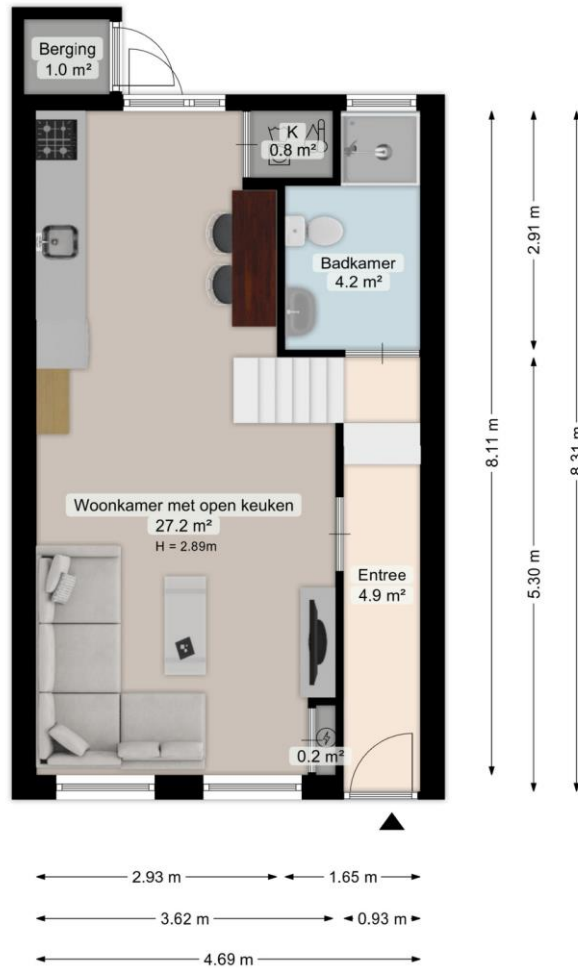 Berging
1.0 m²
K
0.8 m²
Badkamer
4.2 m²
2.91 m
8.11 m
8.31 m
Woonkamer met open keuken
27.2 m²
H = 2.89m
Entree
4.9 m²
5.30 m
0.2 m²
2.93 m
1.65 m
3.62 m
0.93 m
4.69 m